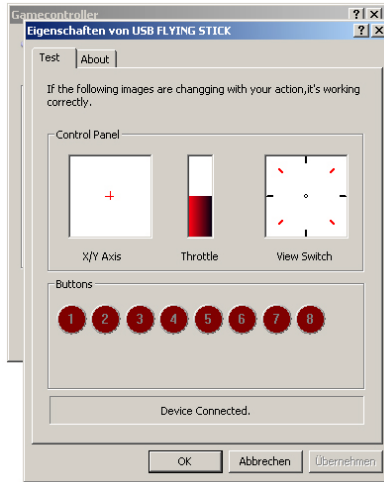 Gamecontroller
Eigenschaften von USB FLYING STICK
Test
About
If the following images are changging with your action,it's working
correctly.
Control Panel
X/Y Axis
Throttle
View Switch
Buttons
1 2 3 4 5 6 7 8
Device Connected.
OK
Abbrechen
Übernehmen